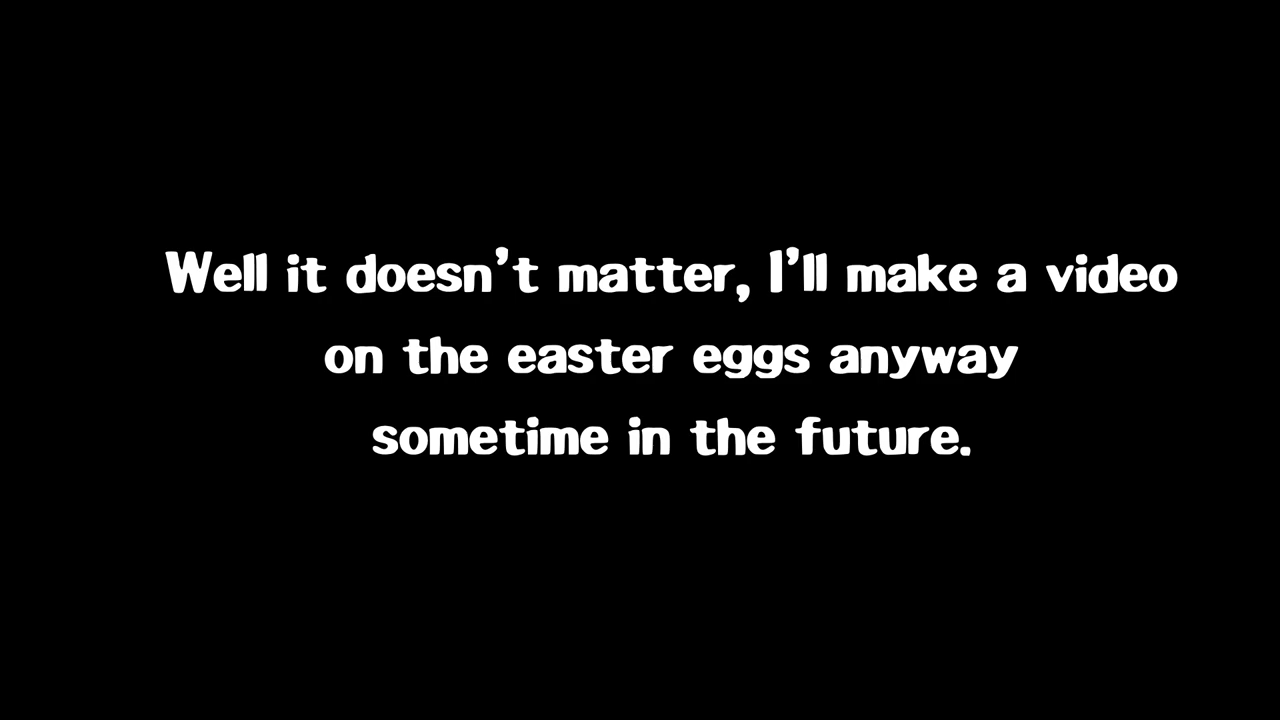 Well it doesn't matter, I'll make a video
on the easter eggs anyway
sometime in the future.